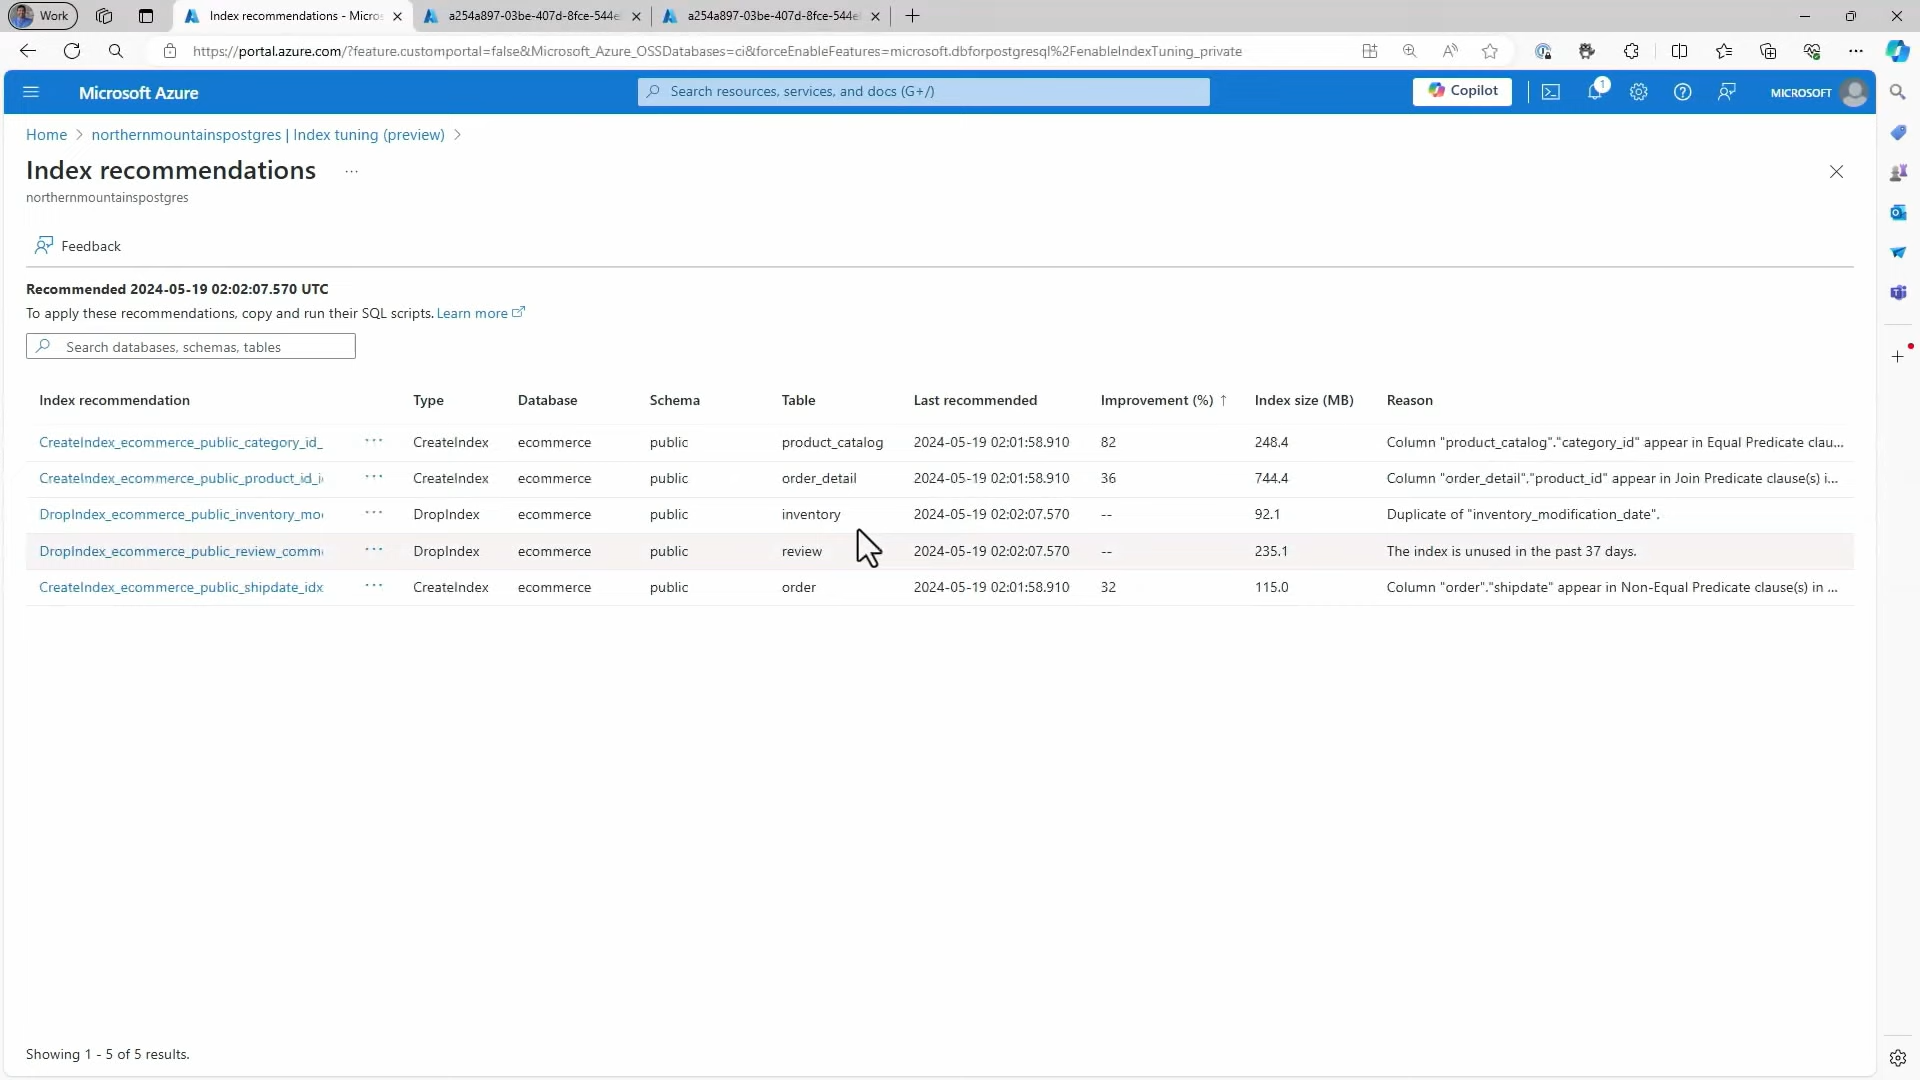 Work
Index recommendations - Micros
a254a897-03be-407d-8fce-544e
a254a897-03be-407d-8fce-544e
https://portal.azure.com/?feature.customportal=false&Microsoft_Azure_OSSDatabases=ci&forceEnableFeatures=microsoft.dbforpostgresql%2FenableIndexTuning_private
Microsoft Azure
Search resources, services, and docs (G+/)
Copilot
1
MICROSOFT
Home > northernmountainspostgres | Index tuning (preview) >
Index recommendations ...
northernmountainspostgres
Feedback
Recommended 2024-05-19 02:02:07.570 UTC
To apply these recommendations, copy and run their SQL scripts. Learn more
Search databases, schemas, tables
Index recommendation Type Database Schema Table Last recommended Improvement (%) ↑ Index size (MB) Reason
CreateIndex_ecommerce_public_category_id_ ... CreateIndex ecommerce public product_catalog 2024-05-19 02:01:58.910 82 248.4 Column "product_catalog"."category_id" appear in Equal Predicate clau...
CreateIndex_ecommerce_public_product_id_i ... CreateIndex ecommerce public order_detail 2024-05-19 02:01:58.910 36 744.4 Column "order_detail"."product_id" appear in Join Predicate clause(s) i...
DropIndex_ecommerce_public_inventory_mo ... DropIndex ecommerce public inventory 2024-05-19 02:02:07.570 -- 92.1 Duplicate of "inventory_modification_date".
DropIndex_ecommerce_public_review_comm ... DropIndex ecommerce public review 2024-05-19 02:02:07.570 -- 235.1 The index is unused in the past 37 days.
CreateIndex_ecommerce_public_shipdate_idx ... CreateIndex ecommerce public order 2024-05-19 02:01:58.910 32 115.0 Column "order"."shipdate" appear in Non-Equal Predicate clause(s) in ...
Showing 1 - 5 of 5 results.